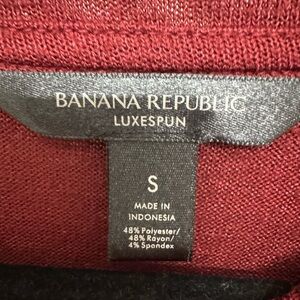 BANANA REPUBLIC
LUXESPUN
S
MADE IN
INDONESIA
48% Polyester/
48% Rayon/
4% Spandex